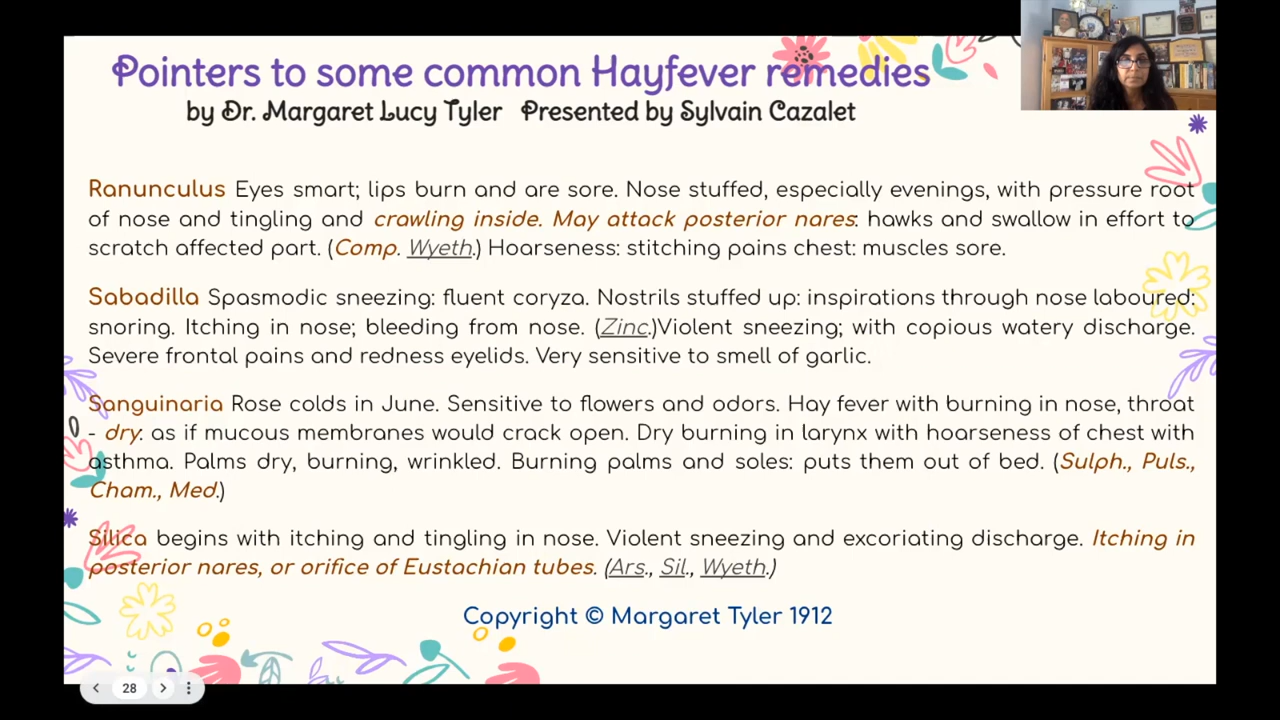 Pointers to some common Hayfever remedies
by Dr. Margaret Lucy Tyler Presented by Sylvain Cazalet
Ranunculus Eyes smart; lips burn and are sore. Nose stuffed, especially evenings, with pressure root
of nose and tingling and crawling inside. May attack posterior nares: hawks and swallow in effort to
scratch affected part. (Comp. Wyeth.) Hoarseness: stitching pains chest: muscles sore.
Sabadilla Spasmodic sneezing: fluent coryza. Nostrils stuffed up: inspirations through nose laboured:
snoring. Itching in nose; bleeding from nose. (Zinc.)Violent sneezing; with copious watery discharge.
Severe frontal pains and redness eyelids. Very sensitive to smell of garlic.
Sanguinaria Rose colds in June. Sensitive to flowers and odors. Hay fever with burning in nose, throat
- dry: as if mucous membranes would crack open. Dry burning in larynx with hoarseness of chest with
asthma. Palms dry, burning, wrinkled. Burning palms and soles: puts them out of bed. (Sulph., Puls.,
Cham., Med.)
Silica begins with itching and tingling in nose. Violent sneezing and excoriating discharge. Itching in
posterior nares, or orifice of Eustachian tubes. (Ars., Sil., Wyeth.)
Copyright © Margaret Tyler 1912
28